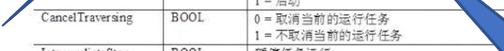 1 = 启动
CancelTraversing BOOL 0 = 取消当前的运行任务
1 = 不取消当前的运行任务
BOOL